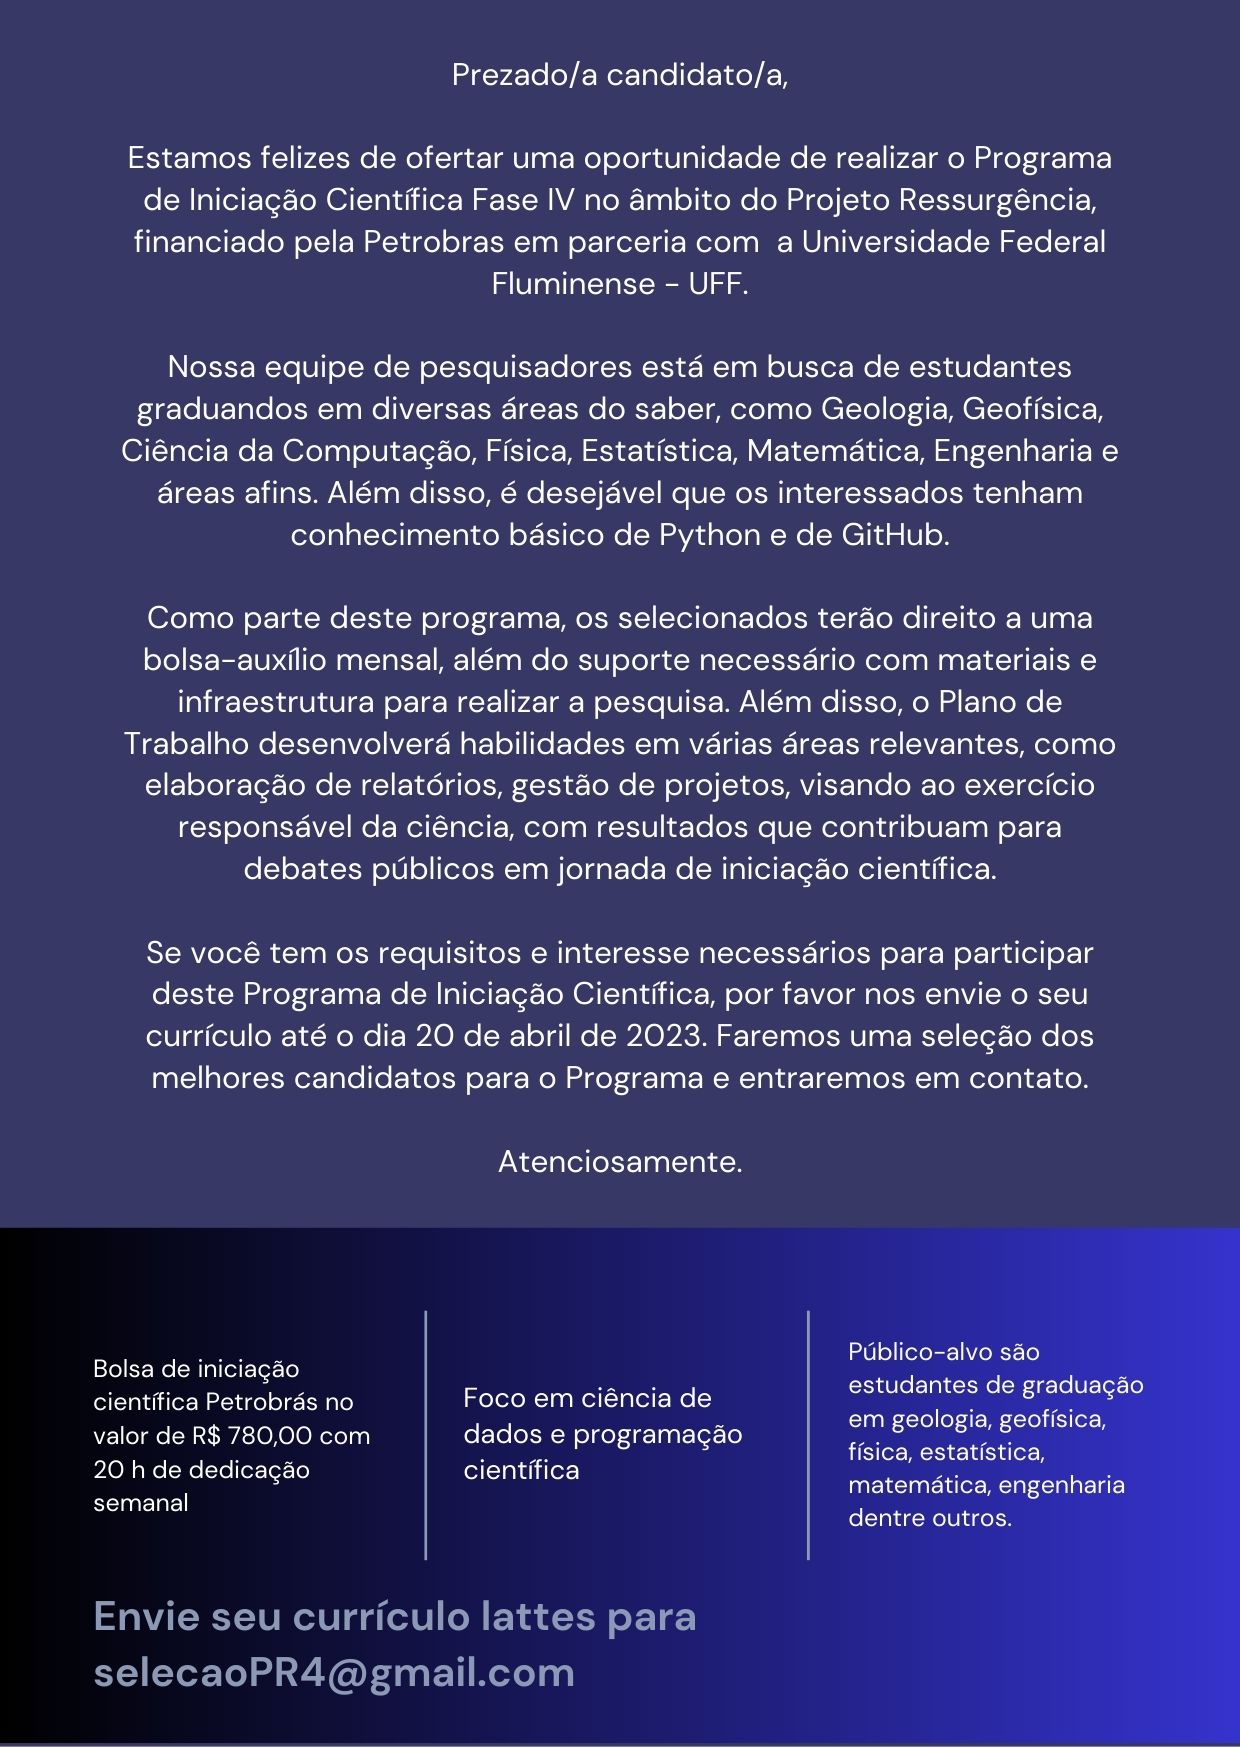 Prezado/a candidato/a,
Estamos felizes de ofertar uma oportunidade de realizar o Programa
de Iniciação Científica Fase IV no âmbito do Projeto Ressurgência,
financiado pela Petrobras em parceria com  a Universidade Federal
Fluminense - UFF.
Nossa equipe de pesquisadores está em busca de estudantes
graduandos em diversas áreas do saber, como Geologia, Geofísica,
Ciência da Computação, Física, Estatística, Matemática, Engenharia e
áreas afins. Além disso, é desejável que os interessados tenham
conhecimento básico de Python e de GitHub.
Como parte deste programa, os selecionados terão direito a uma
bolsa-auxílio mensal, além do suporte necessário com materiais e
infraestrutura para realizar a pesquisa. Além disso, o Plano de
Trabalho desenvolverá habilidades em várias áreas relevantes, como
elaboração de relatórios, gestão de projetos, visando ao exercício
responsável da ciência, com resultados que contribuam para
debates públicos em jornada de iniciação científica.
Se você tem os requisitos e interesse necessários para participar
deste Programa de Iniciação Científica, por favor nos envie o seu
currículo até o dia 20 de abril de 2023. Faremos uma seleção dos
melhores candidatos para o Programa e entraremos em contato.
Atenciosamente.
Bolsa de iniciação
científica Petrobrás no
valor de R$ 780,00 com
20 h de dedicação
semanal
Foco em ciência de
dados e programação
científica
Público-alvo são
estudantes de graduação
em geologia, geofísica,
física, estatística,
matemática, engenharia
dentre outros.
Envie seu currículo lattes para
selecaoPR4@gmail.com